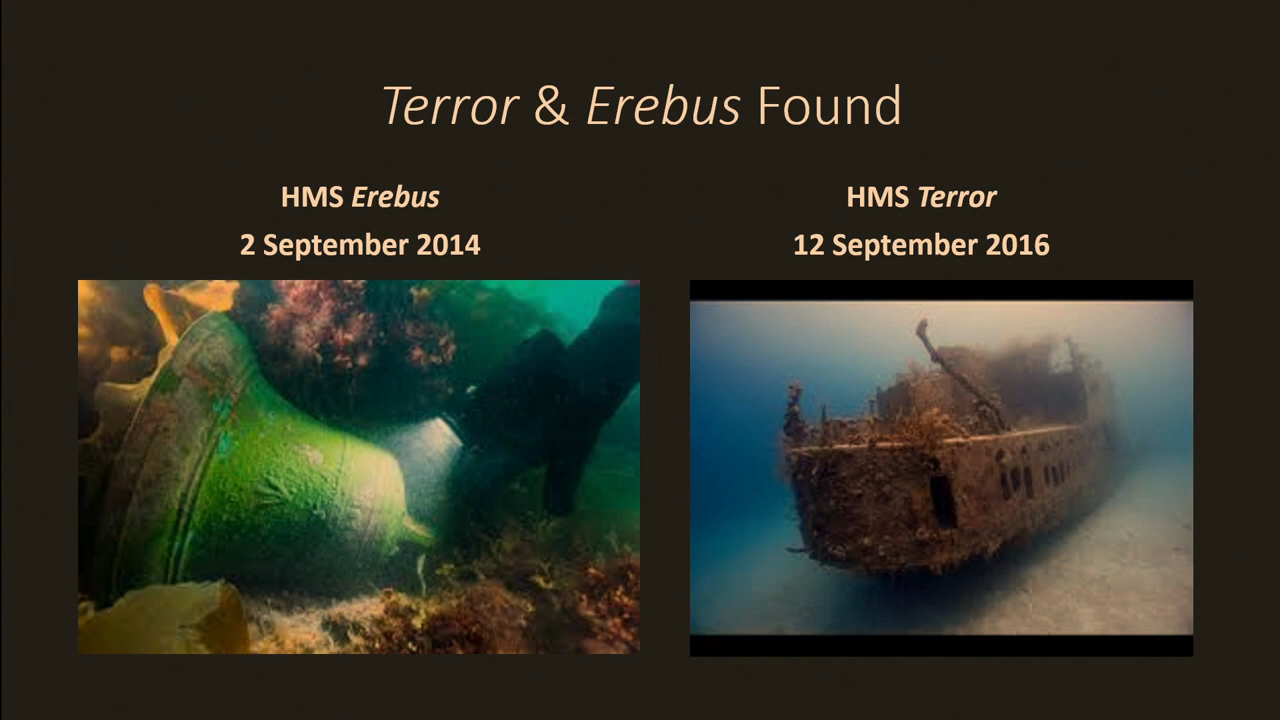 Terror & Erebus Found
HMS Erebus
2 September 2014
HMS Terror
12 September 2016